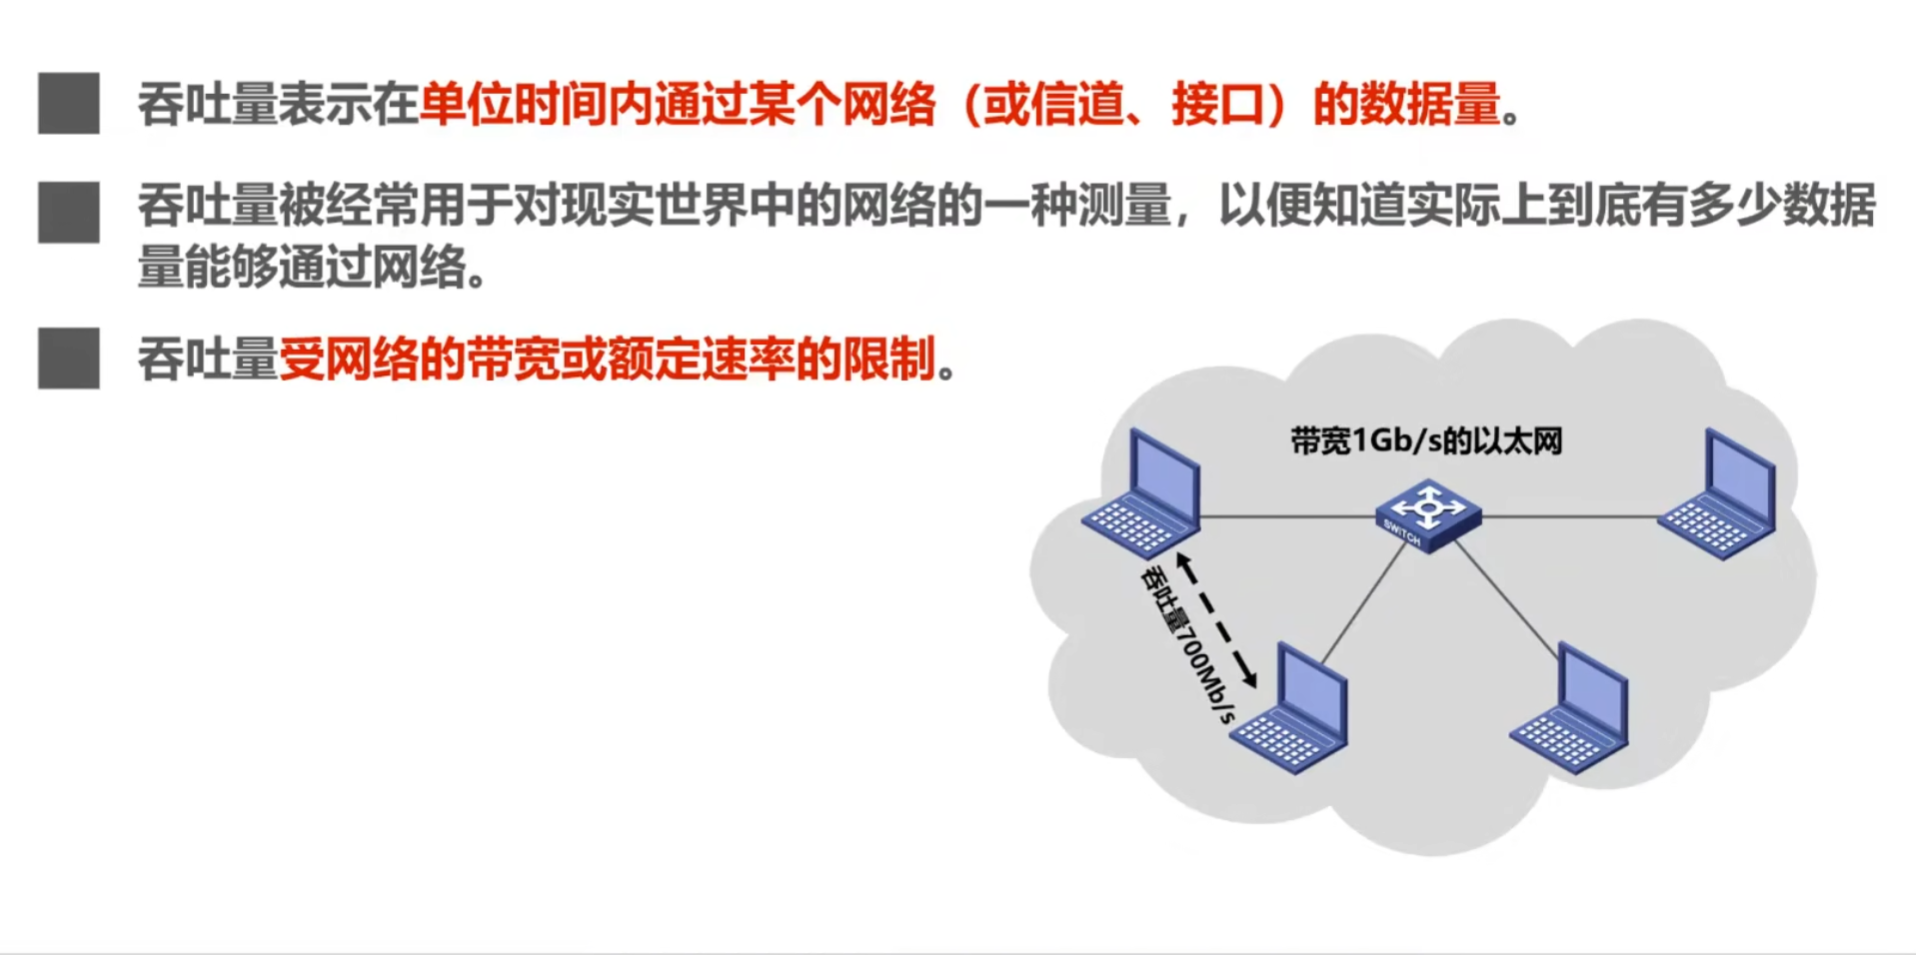 吞吐量表示在单位时间内通过某个网络（或信道、接口）的数据量。
吞吐量被经常用于对现实世界中的网络的一种测量，以便知道实际上到底有多少数据
量能够通过网络。
吞吐量受网络的带宽或额定速率的限制。
带宽1Gb/s的以太网
SWITCH
吞吐量700Mb/s